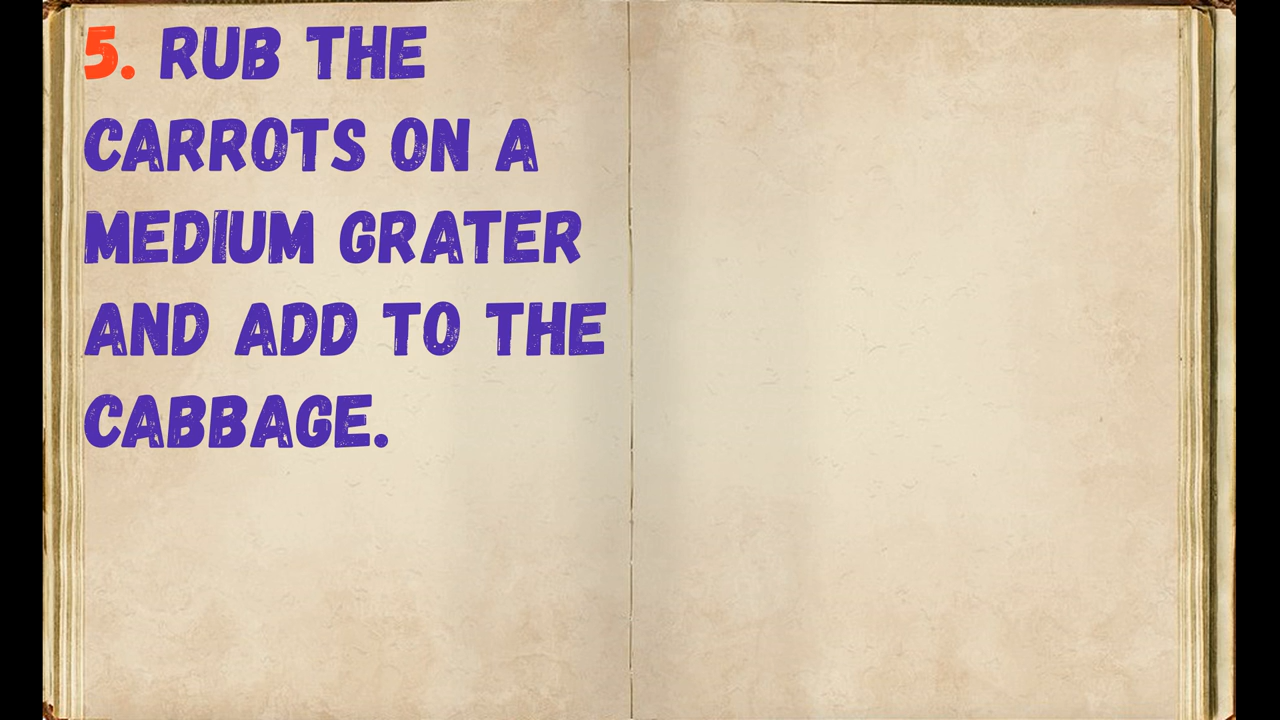 5. RUB THE
CARROTS ON A
MEDIUM GRATER
AND ADD TO THE
CABBAGE.